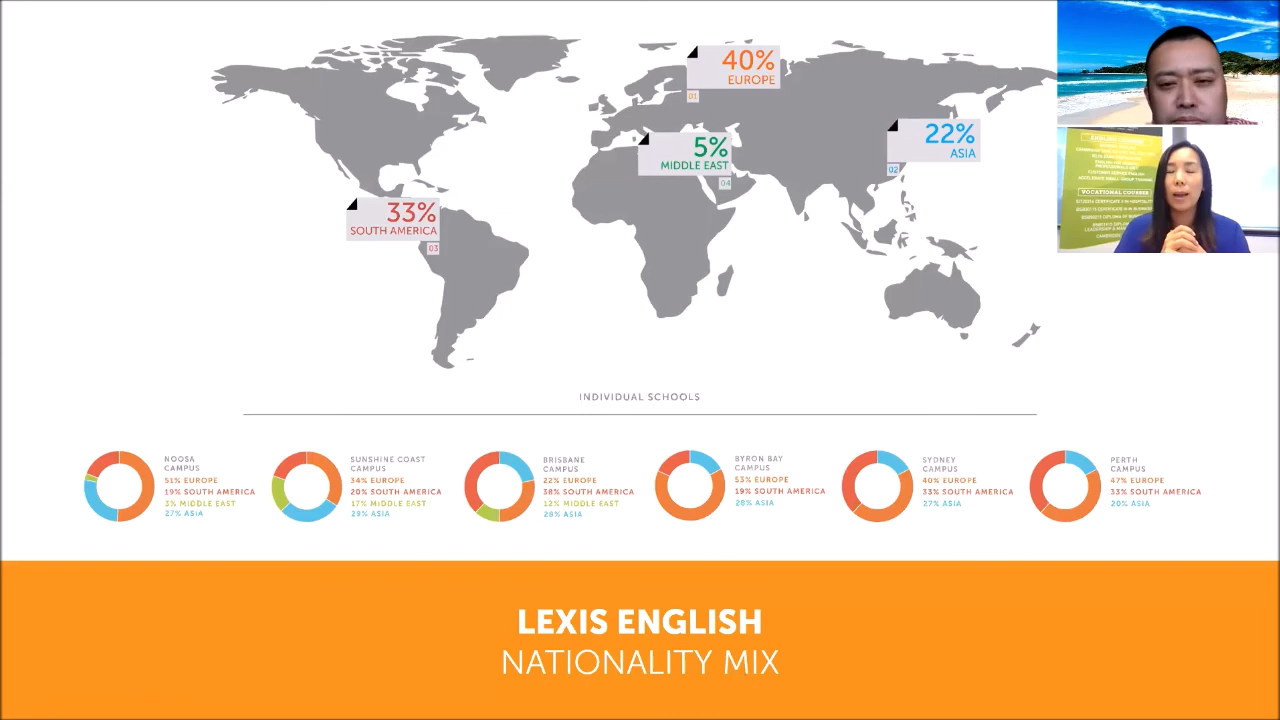 40%
EUROPE
01
22%
ASIA
02
5%
MIDDLE EAST
04
33%
SOUTH AMERICA
03
ENGLISH COURSES
VOCATIONAL COURSES
INDIVIDUAL SCHOOLS
NOOSA
CAMPUS
51% EUROPE
19% SOUTH AMERICA
3% MIDDLE EAST
27% ASIA
SUNSHINE COAST
CAMPUS
34% EUROPE
20% SOUTH AMERICA
17% MIDDLE EAST
29% ASIA
BRISBANE
CAMPUS
22% EUROPE
38% SOUTH AMERICA
12% MIDDLE EAST
28% ASIA
BYRON BAY
CAMPUS
53% EUROPE
19% SOUTH AMERICA
28% ASIA
SYDNEY
CAMPUS
40% EUROPE
33% SOUTH AMERICA
27% ASIA
PERTH
CAMPUS
47% EUROPE
33% SOUTH AMERICA
20% ASIA
LEXIS ENGLISH
NATIONALITY MIX